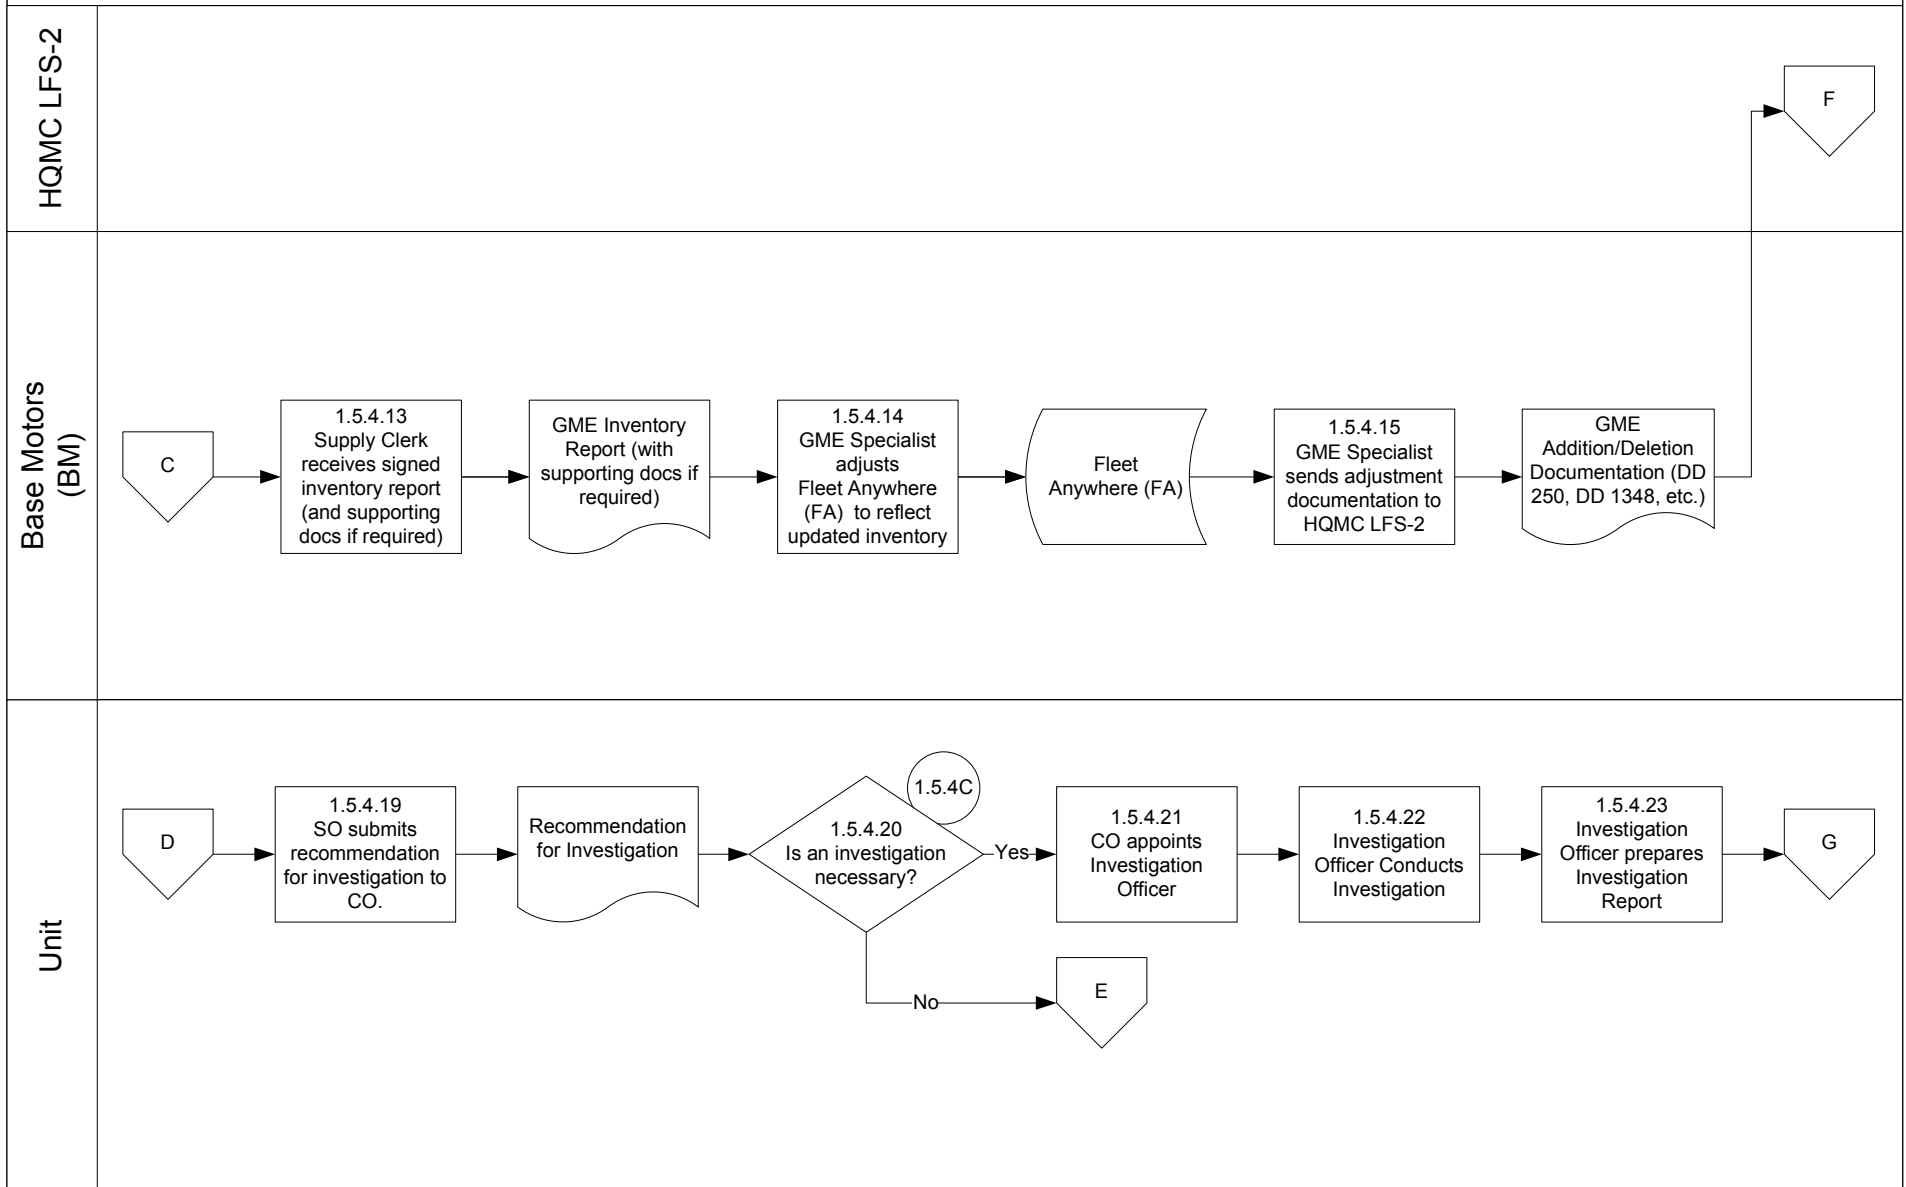 HQMC LFS-2
F
Base Motors
(BM)
C
1.5.4.13
Supply Clerk
receives signed
inventory report
(and supporting
docs if required)
GME Inventory
Report (with
supporting docs if
required)
1.5.4.14
GME Specialist
adjusts
Fleet Anywhere
(FA) to reflect
updated inventory
Fleet
Anywhere (FA)
1.5.4.15
GME Specialist
sends adjustment
documentation to
HQMC LFS-2
GME
Addition/Deletion
Documentation (DD
250, DD 1348, etc.)
Unit
D
1.5.4.19
SO submits
recommendation
for investigation to
CO.
Recommendation
for Investigation
1.5.4C
1.5.4.20
Is an investigation
necessary?
Yes
1.5.4.21
CO appoints
Investigation
Officer
1.5.4.22
Investigation
Officer Conducts
Investigation
1.5.4.23
Investigation
Officer prepares
Investigation
Report
G
No
E